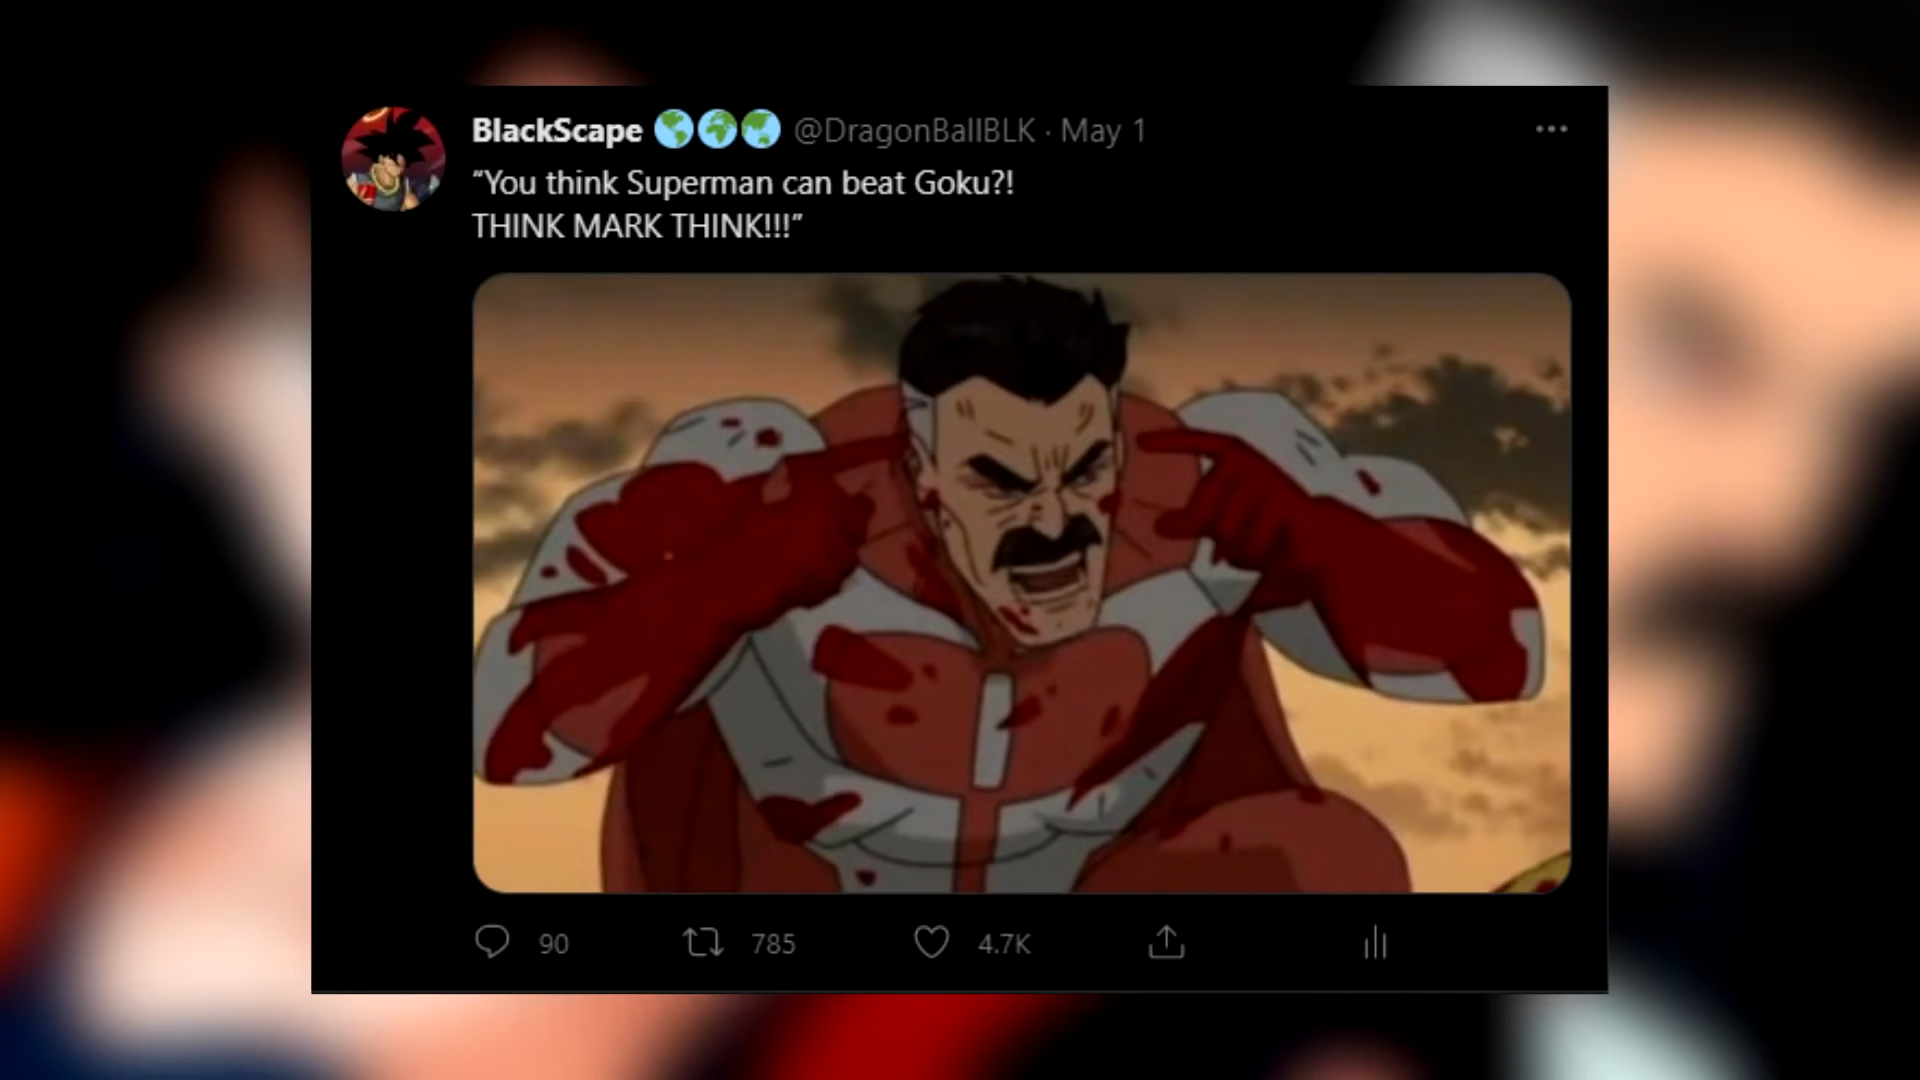 BlackScape 🌎🌍🌏 @DragonBallBLK · May 1
“You think Superman can beat Goku?!
THINK MARK THINK!!!”
90 785 4.7K